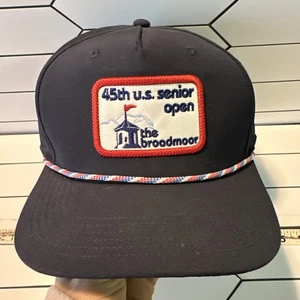 45th u.s. senior
open
the
broadmoor